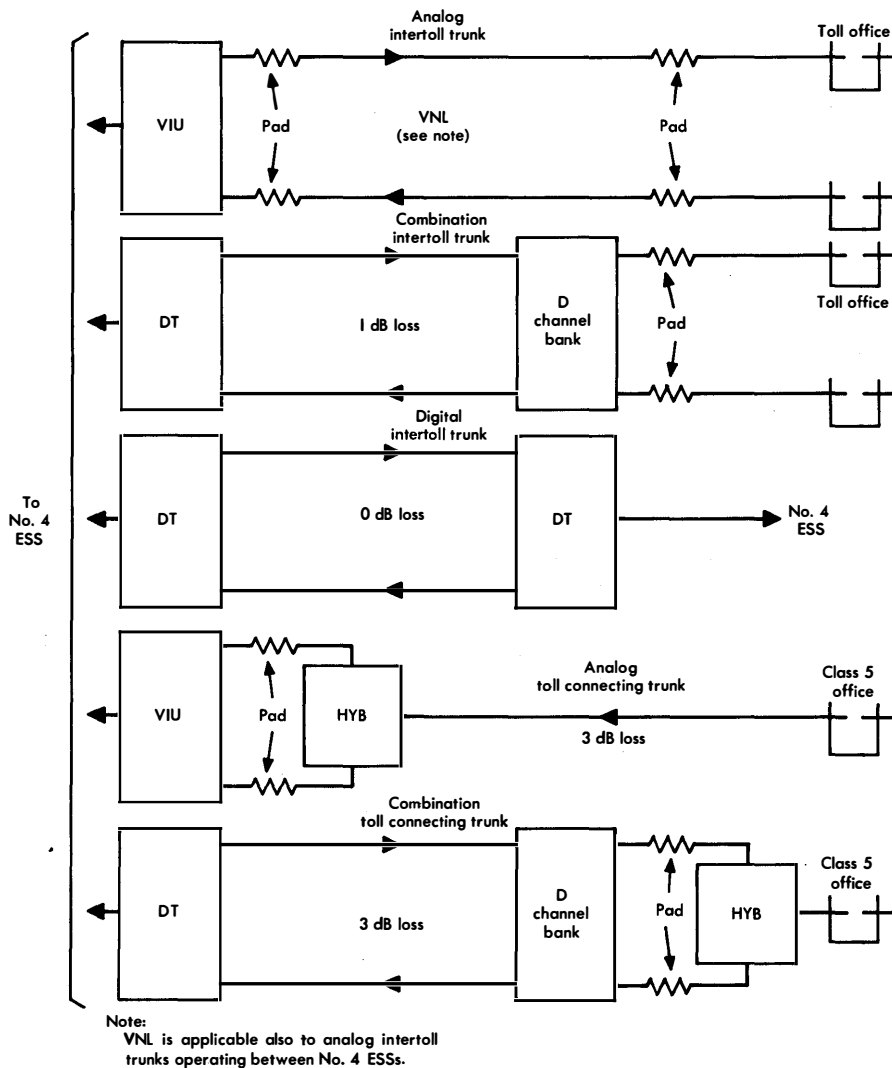 Analog
intertoll trunk
Toll office
VIU
Pad
VNL
(see note)
Pad
Combination
intertoll trunk
DT
1 dB loss
D
channel
bank
Pad
Toll office
Digital
intertoll trunk
To
No. 4
ESS
DT
0 dB loss
DT
No. 4
ESS
VIU
Pad
HYB
Analog
toll connecting trunk
3 dB loss
Class 5
office
Combination
toll connecting trunk
DT
3 dB loss
D
channel
bank
Pad
HYB
Class 5
office
Note:
VNL is applicable also to analog intertoll
trunks operating between No. 4 ESSs.